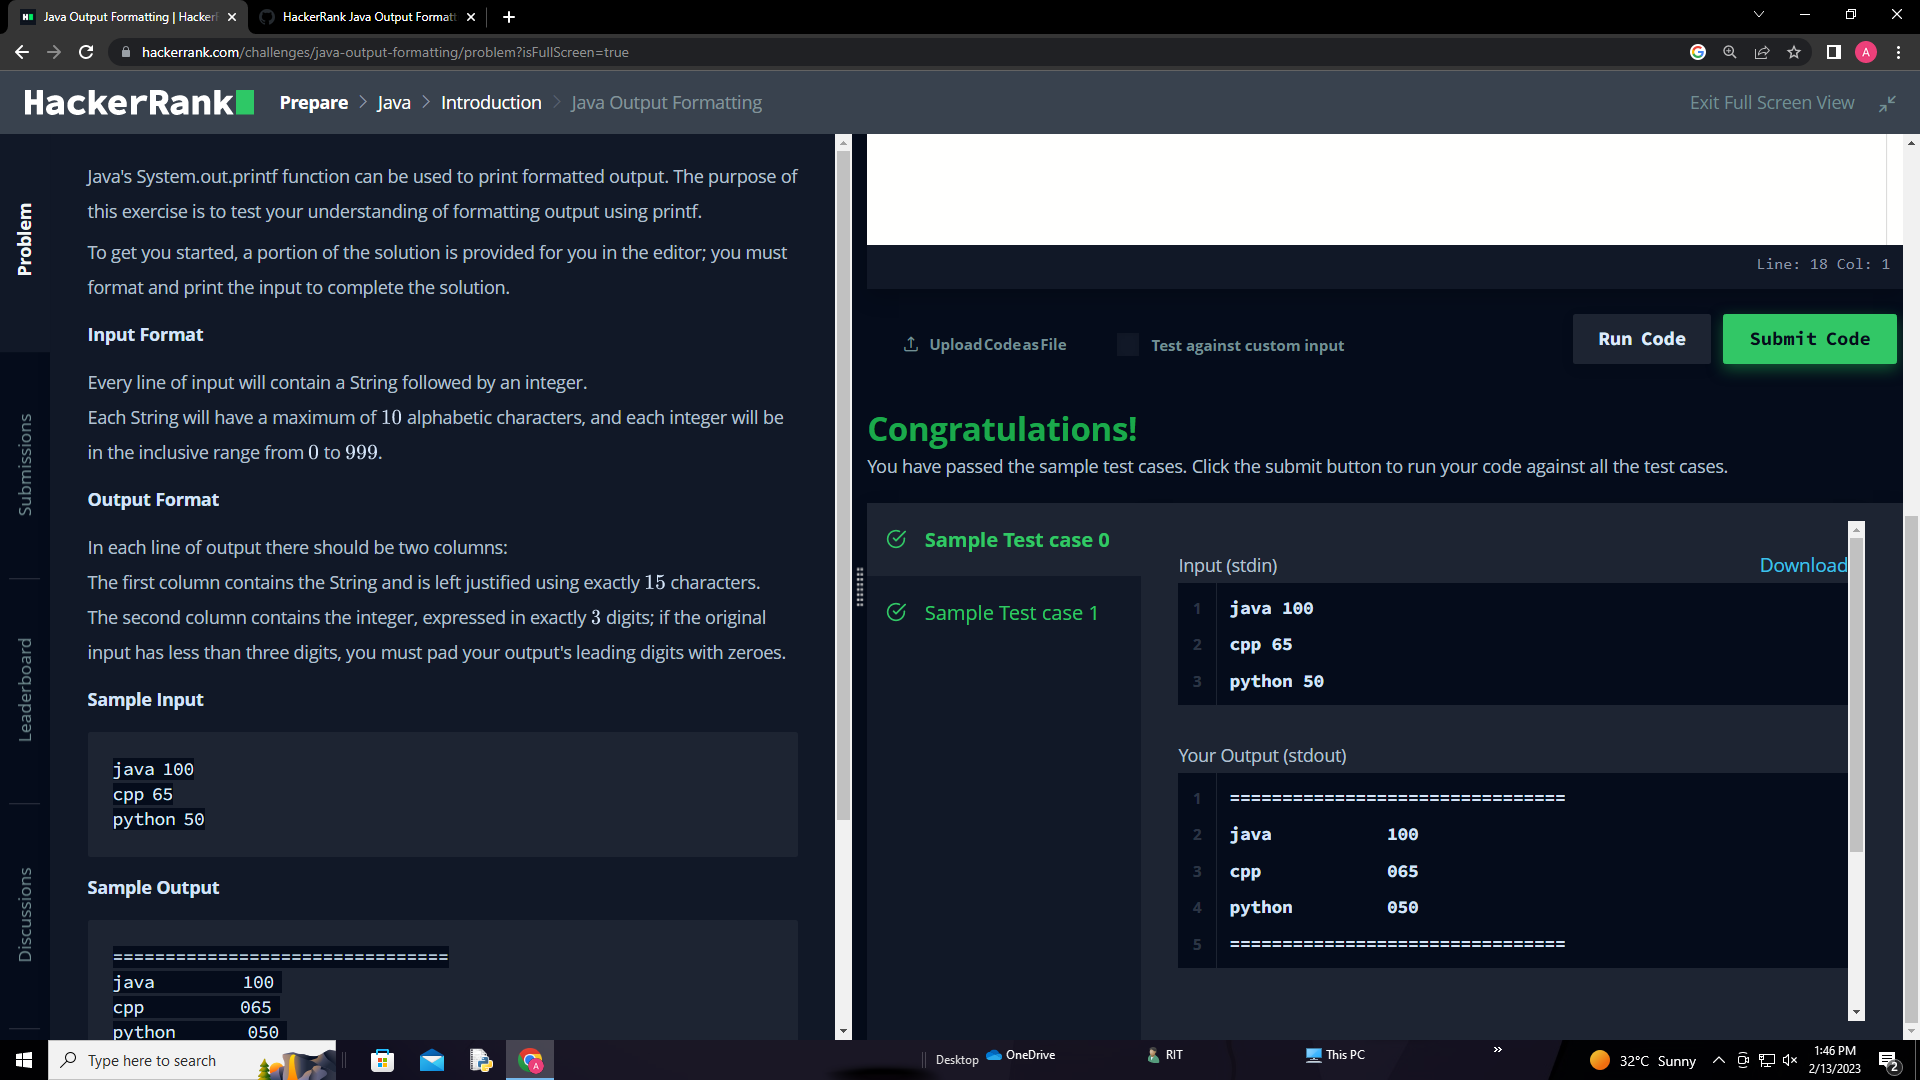 Java Output Formatting | HackerR
HackerRank Java Output Formatt
hackerrank.com/challenges/java-output-formatting/problem?isFullScreen=true
A
HackerRank
Prepare > Java > Introduction > Java Output Formatting
Exit Full Screen View
Problem
Submissions
Leaderboard
Discussions
Java's System.out.printf function can be used to print formatted output. The purpose of
this exercise is to test your understanding of formatting output using printf.
To get you started, a portion of the solution is provided for you in the editor; you must
format and print the input to complete the solution.
Input Format
Every line of input will contain a String followed by an integer.
Each String will have a maximum of 10 alphabetic characters, and each integer will be
in the inclusive range from 0 to 999.
Output Format
In each line of output there should be two columns:
The first column contains the String and is left justified using exactly 15 characters.
The second column contains the integer, expressed in exactly 3 digits; if the original
input has less than three digits, you must pad your output's leading digits with zeroes.
Sample Input
java 100
cpp 65
python 50
Sample Output
================================
java 100
cpp 065
python 050
Line: 18 Col: 1
Upload Code as File
Test against custom input
Run Code
Submit Code
Congratulations!
You have passed the sample test cases. Click the submit button to run your code against all the test cases.
Sample Test case 0
Sample Test case 1
Input (stdin)
Download
1 java 100
2 cpp 65
3 python 50
Your Output (stdout)
1 ================================
2 java 100
3 cpp 065
4 python 050
5 ================================
Type here to search
A
Desktop
OneDrive
RIT
This PC
»
32°C Sunny
1:46 PM
2/13/2023
2